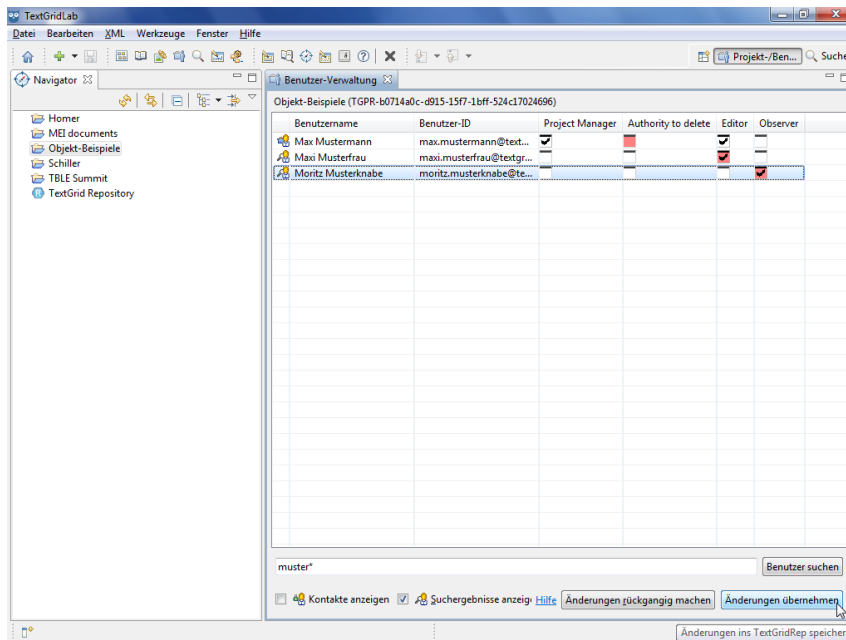 TextGridLab
Datei Bearbeiten XML Werkzeuge Fenster Hilfe
Projekt-/Ben... Suche
Navigator
Benutzer-Verwaltung
Homer
MEI documents
Objekt-Beispiele
Schiller
TBLE Summit
TextGrid Repository
Objekt-Beispiele (TGPR-b0714a0c-d915-15f7-1bff-524c17024696)
Benutzername Benutzer-ID Project Manager Authority to delete Editor Observer
Max Mustermann max.mustermann@text...
Maxi Musterfrau maxi.musterfrau@textgr...
Moritz Musterknabe moritz.musterknabe@te...
muster* Benutzer suchen
Kontakte anzeigen Suchergebnisse anzeig Hilfe Änderungen rückgangig machen Änderungen übernehmen
Änderungen ins TextGridRep speicher